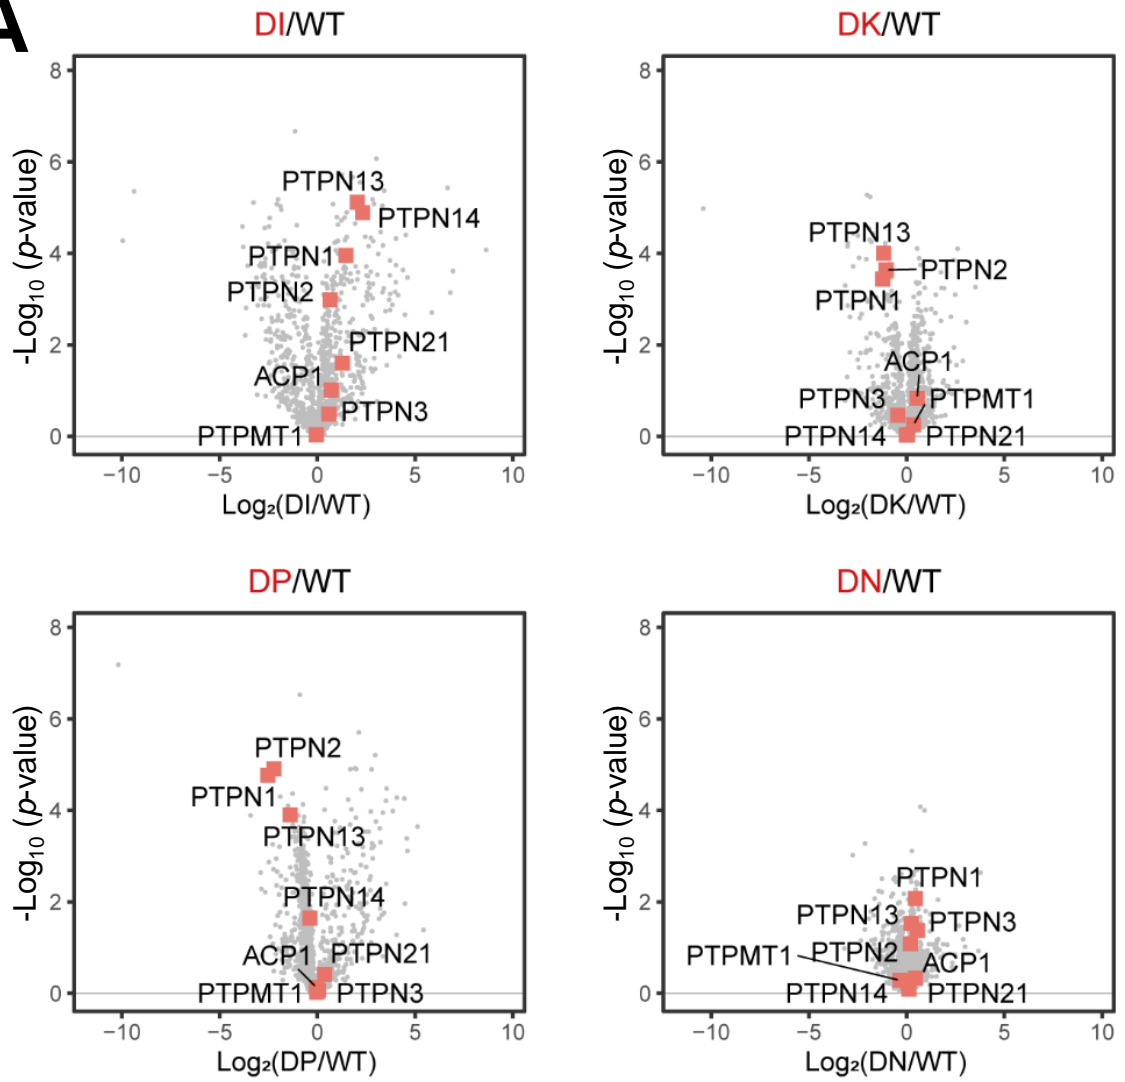 A
DI/WT
8
6
4
2
0
-Log₁₀ (p-value)
PTPN13
PTPN14
PTPN1
PTPN2
PTPN21
ACP1
PTPN3
PTPMT1
−10 −5 0 5 10
Log₂(DI/WT)
DK/WT
8
6
4
2
0
-Log₁₀ (p-value)
PTPN13
PTPN2
PTPN1
ACP1
PTPN3 PTPMT1
PTPN14 PTPN21
−10 −5 0 5 10
Log₂(DK/WT)
DP/WT
8
6
4
2
0
-Log₁₀ (p-value)
PTPN2
PTPN1
PTPN13
PTPN14
ACP1 PTPN21
PTPMT1 PTPN3
−10 −5 0 5 10
Log₂(DP/WT)
DN/WT
8
6
4
2
0
-Log₁₀ (p-value)
PTPN1
PTPN13 PTPN3
PTPMT1 PTPN2
ACP1
PTPN14 PTPN21
−10 −5 0 5 10
Log₂(DN/WT)